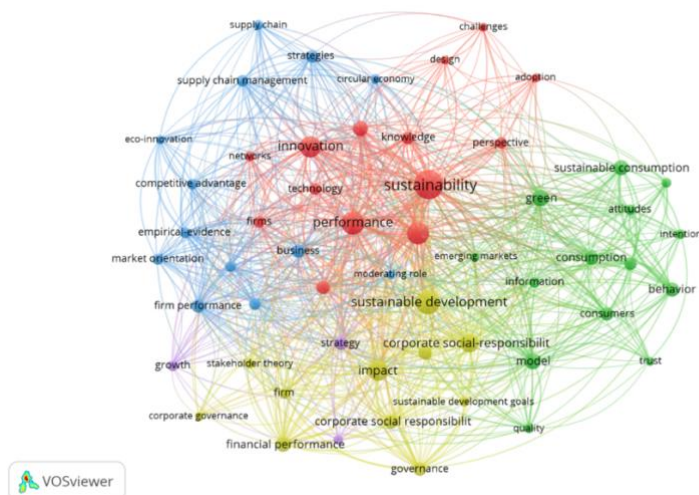 supply chain
challenges
strategies
design
supply chain management
circular economy
adoption
eco-innovation
innovation
knowledge
perspective
networks
sustainable consumption
competitive advantage
technology
sustainability
green
attitudes
firms
performance
empirical-evidence
intention
business
market orientation
emerging markets
consumption
moderating role
information
behavior
firm performance
sustainable development
consumers
strategy
corporate social-responsibilit
growth
stakeholder theory
impact
model
trust
firm
sustainable development goals
corporate governance
corporate social responsibilit
quality
financial performance
governance
VOSviewer